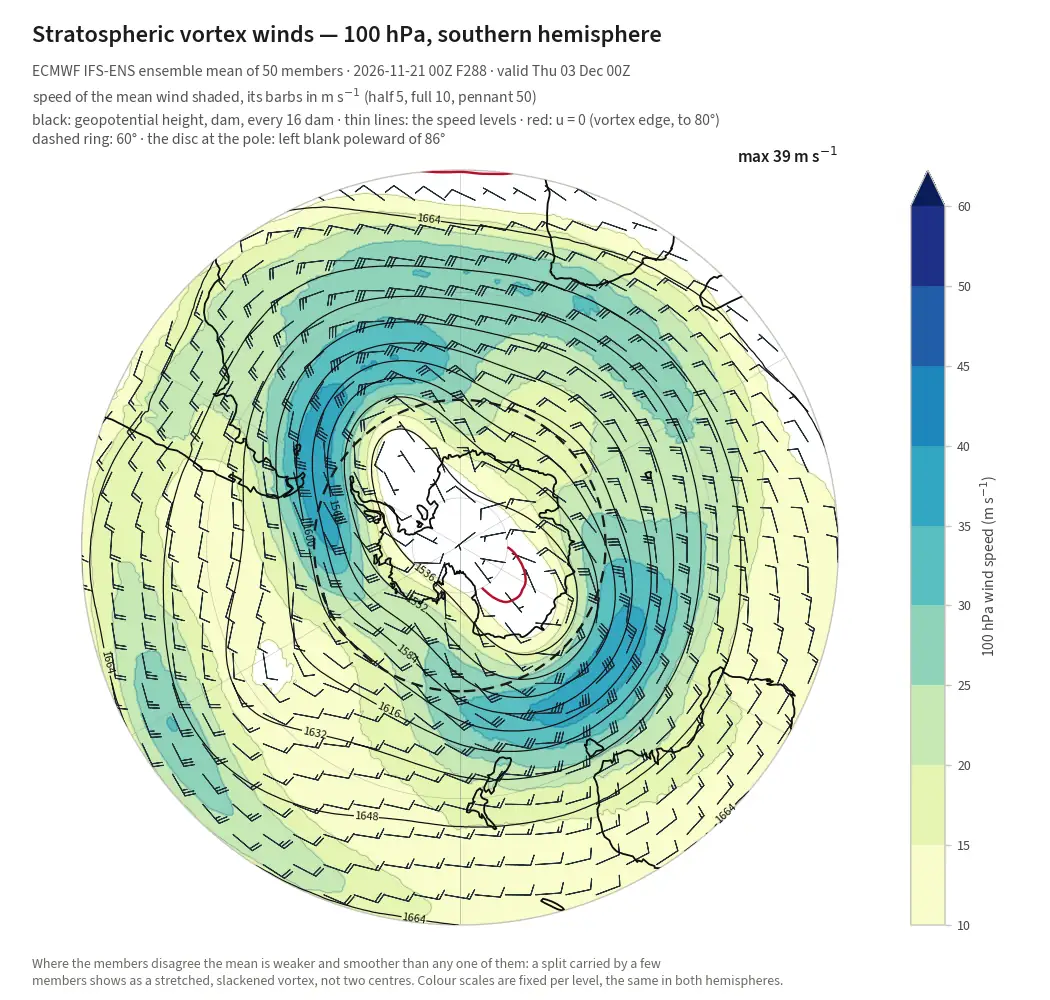 Stratospheric vortex winds — 100 hPa, southern hemisphere
ECMWF IFS-ENS ensemble mean of 50 members · 2026-11-21 00Z F288 · valid Thu 03 Dec 00Z
speed of the mean wind shaded, its barbs in m s⁻¹ (half 5, full 10, pennant 50)
black: geopotential height, dam, every 16 dam · thin lines: the speed levels · red: u = 0 (vortex edge, to 80°)
dashed ring: 60° · the disc at the pole: left blank poleward of 86°
max 39 m s⁻¹
1664
60
50
45
40
35
30
25
20
15
10
100 hPa wind speed (m s⁻¹)
1536
1584
1664
1616
1632
1648
1664
1664
Where the members disagree the mean is weaker and smoother than any one of them: a split carried by a few
members shows as a stretched, slackened vortex, not two centres. Colour scales are fixed per level, the same in both hemispheres.